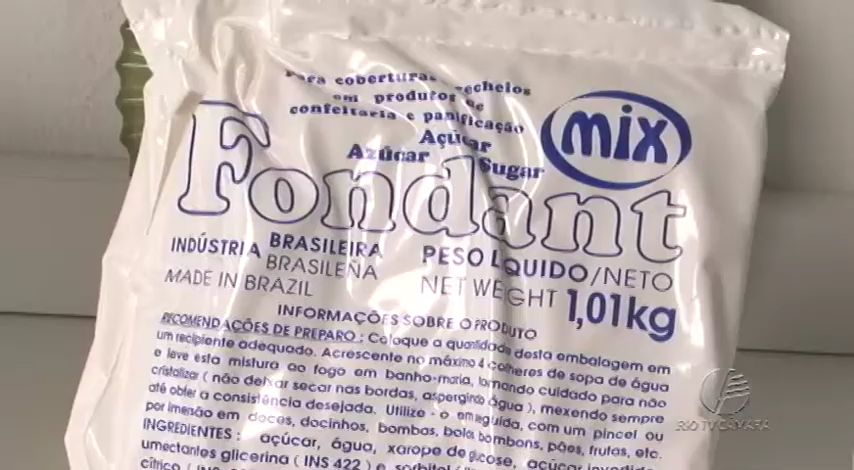 Para coberturas recheios
em produtos de
confeitaria e panificação
Açúcar
Azúcar Sugar
mix
Fondant
INDÚSTRIA BRASILEIRA
BRASILEÑA
MADE IN BRAZIL
PESO LÍQUIDO/NETO
NET WEIGHT 1,01kg
INFORMAÇÕES SOBRE O PRODUTO
RECOMENDAÇÕES DE PREPARO : Coloque a quantidade desta embalagem em
um recipiente adequado. Acrescente no máximo 4 colheres de sopa de água
e leve esta mistura ao fogo em banho-maria, tomando cuidado para não
cristalizar ( não deixar secar nas bordas, aspergindo água ), mexendo sempre
até obter a consistência desejada. Utilize - o em seguida, com um pincel ou
por imersão em doces, docinhos, bombas, bolos bombons, pães, frutas, etc.
INGREDIENTES : açúcar, água, xarope de glicose, açúcar invertido
umectantes glicerina ( INS 422 ) e sorbitol
cítrico ( INS
RIO TV CÂMARA